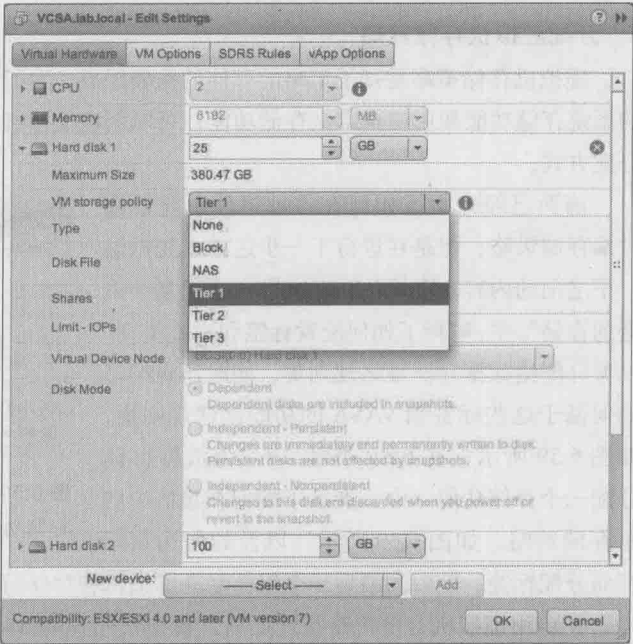 VCSA.lab.local - Edit Settings
Virtual Hardware VM Options SDRS Rules vApp Options
CPU 2
Memory 8192 MB
Hard disk 1 25 GB
Maximum Size 380.47 GB
VM storage policy Tier 1
Type None
Block
Disk File NAS
Shares Tier 1
Tier 2
Limit - IOPs Tier 3
Virtual Device Node Hard disk 1
Disk Mode Dependent
Dependent disks are included in snapshots.
Independent - Persistent
Changes are immediately and permanently written to disk.
Persistent disks are not affected by snapshots.
Independent - Nonpersistent
Changes to this disk are discarded when you power off or
revert to the snapshot.
Hard disk 2 100 GB
New device: Select Add
Compatibility: ESX/ESXi 4.0 and later (VM version 7) OK Cancel